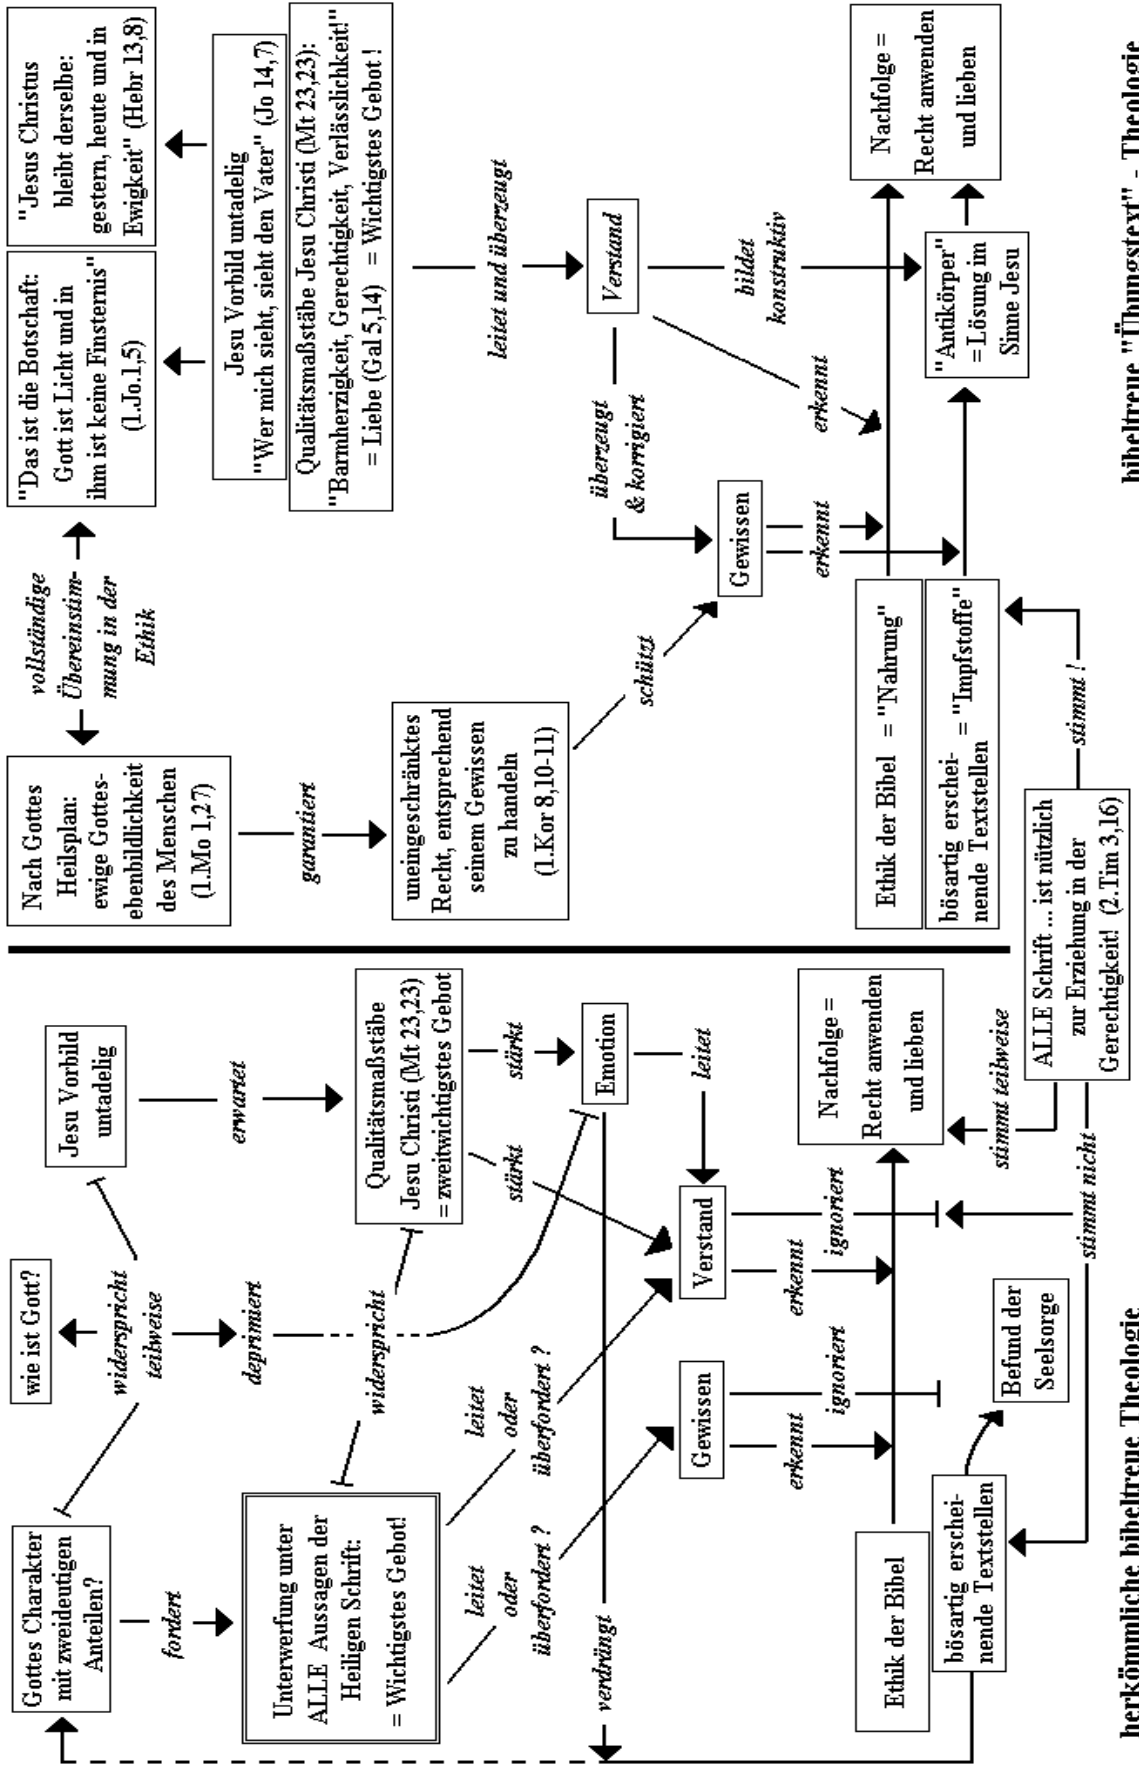 Gottes Charakter
mit zweideutigen
Anteilen?
wie ist Gott?
Jesu Vorbild
untadelig
widerspricht
teilweise
fordert
deprimiert
erwartet
Unterwerfung unter
ALLE Aussagen der
Heiligen Schrift:
= Wichtigstes Gebot!
widerspricht
Qualitätsmaßstäbe
Jesu Christi (Mt 23,23)
= zweitwichtigstes Gebot
leitet
oder
überfordert ?
leitet
oder
überfordert ?
stärkt
stärkt
Emotion
verdrängt
leitet
Gewissen
Verstand
erkennt
ignoriert
erkennt
ignoriert
Ethik der Bibel
Nachfolge =
Recht anwenden
und lieben
bösartig erschei-
nende Textstellen
Befund der
Seelsorge
stimmt teilweise
stimmt nicht
ALLE Schrift ... ist nützlich
zur Erziehung in der
Gerechtigkeit! (2.Tim 3,16)
stimmt !
herkömmliche bibeltreue Theologie
Nach Gottes
Heilsplan:
ewige Gottes-
ebenbildlichkeit
des Menschen
(1.Mo 1,27)
vollständige
Übereinstim-
mung in der
Ethik
"Das ist die Botschaft:
Gott ist Licht und in
ihm ist keine Finsternis"
(1.Jo.1,5)
"Jesus Christus
bleibt derselbe:
gestern, heute und in
Ewigkeit" (Hebr 13,8)
Jesu Vorbild untadelig
"Wer mich sieht, sieht den Vater" (Jo 14,7)
Qualitätsmaßstäbe Jesu Christi (Mt 23,23):
"Barmherzigkeit, Gerechtigkeit, Verlässlichkeit!"
= Liebe (Gal 5,14) = Wichtigstes Gebot !
garantiert
uneingeschränktes
Recht, entsprechend
seinem Gewissen
zu handeln
(1.Kor 8,10-11)
leitet und überzeugt
schützt
überzeugt
& korrigiert
Verstand
Gewissen
bildet
konstruktiv
erkennt
erkennt
Ethik der Bibel = "Nahrung"
Nachfolge =
Recht anwenden
und lieben
bösartig erschei- = "Impfstoffe"
nende Textstellen
"Antikörper"
= Lösung im
Sinne Jesu
bibeltreue "Übungstext" - Theologie